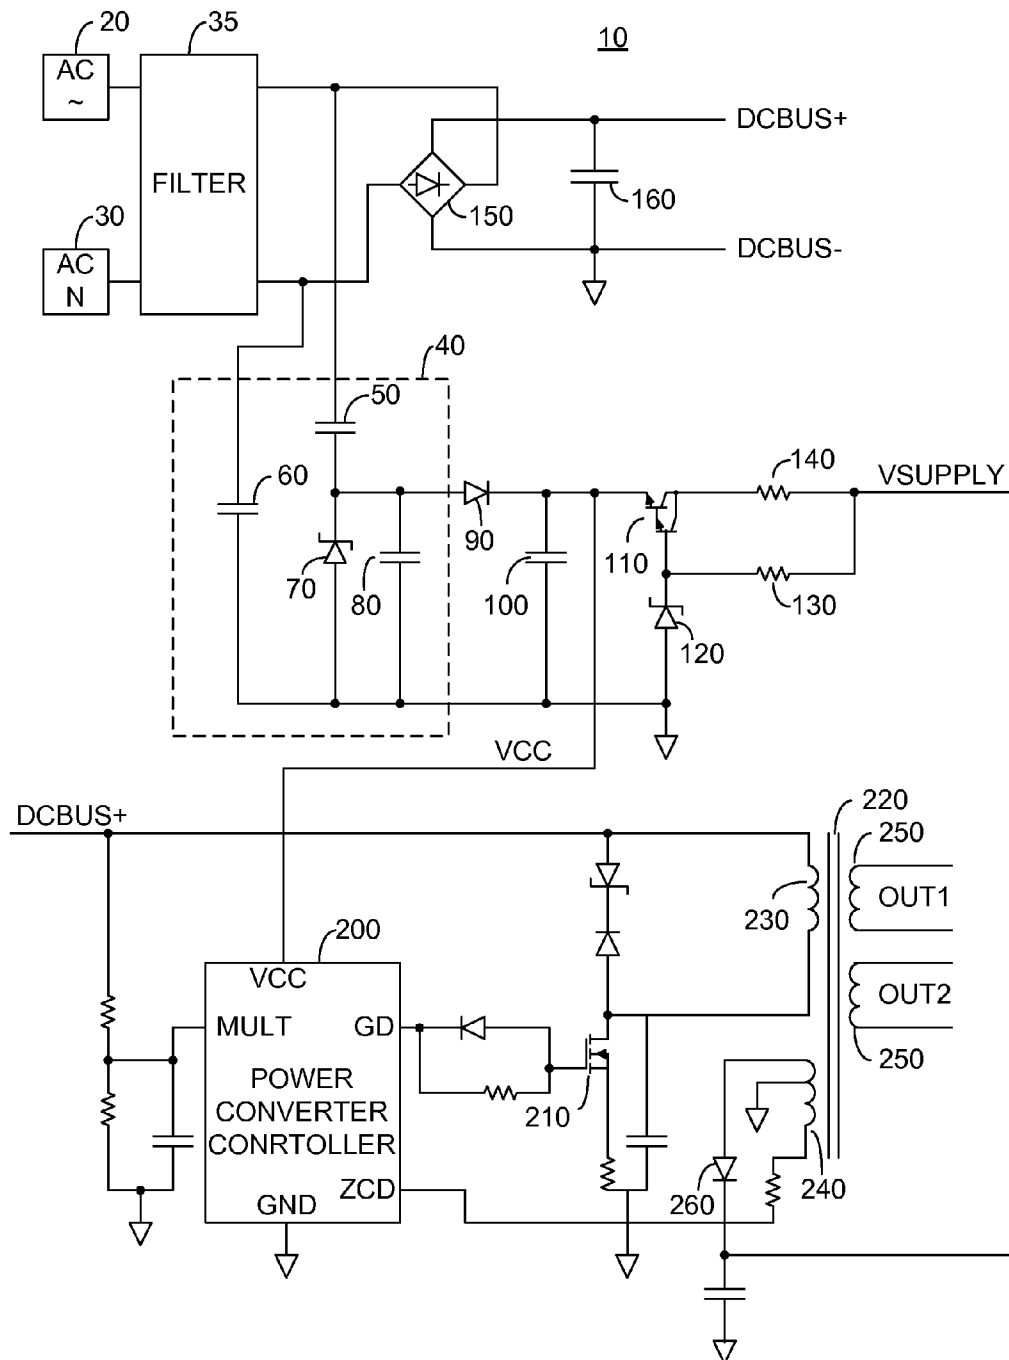 20
35
10
AC
~
FILTER
DCBUS+
150
160
30
AC
N
DCBUS-
40
50
60
140
VSUPPLY
90
110
70
80
100
130
120
VCC
DCBUS+
220
250
230
OUT1
200
VCC
OUT2
MULT
GD
250
POWER
CONVERTER
CONRTOLLER
210
ZCD
260
240
GND